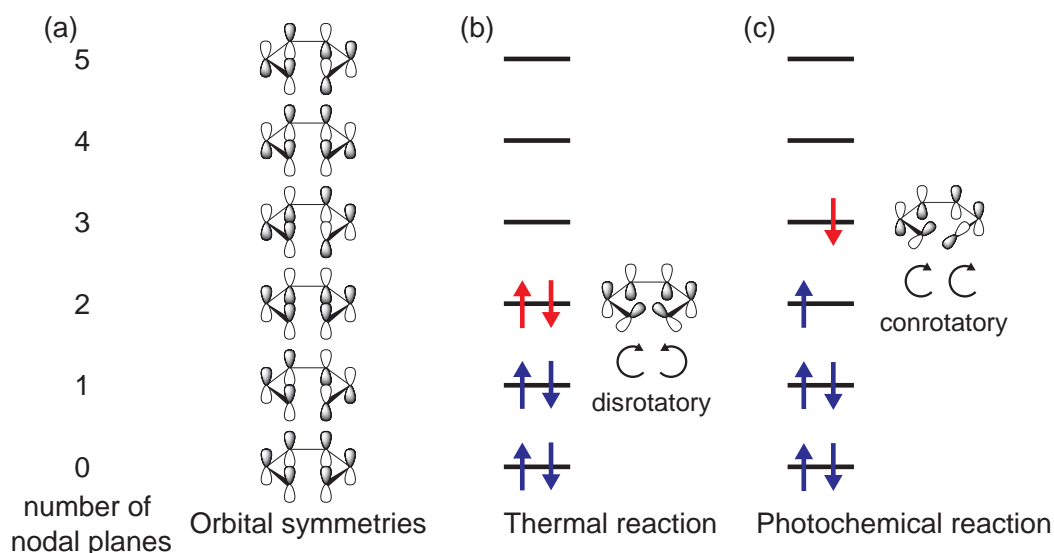 (a)
(b)
(c)
5
4
3
2
1
0
number of
nodal planes
Orbital symmetries
disrotatory
Thermal reaction
conrotatory
Photochemical reaction